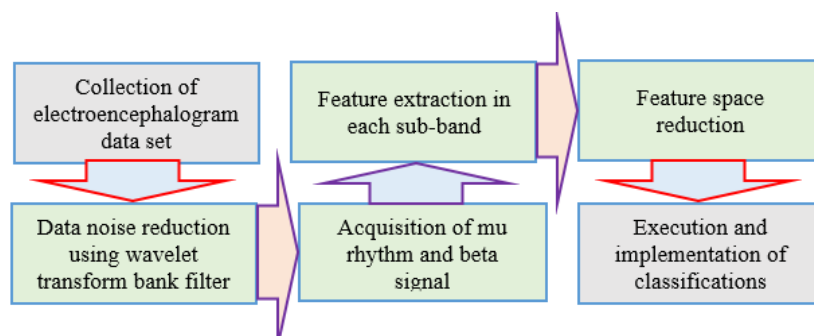 Collection of
electroencephalogram
data set
Data noise reduction
using wavelet
transform bank filter
Acquisition of mu
rhythm and beta
signal
Feature extraction in
each sub-band
Feature space
reduction
Execution and
implementation of
classifications